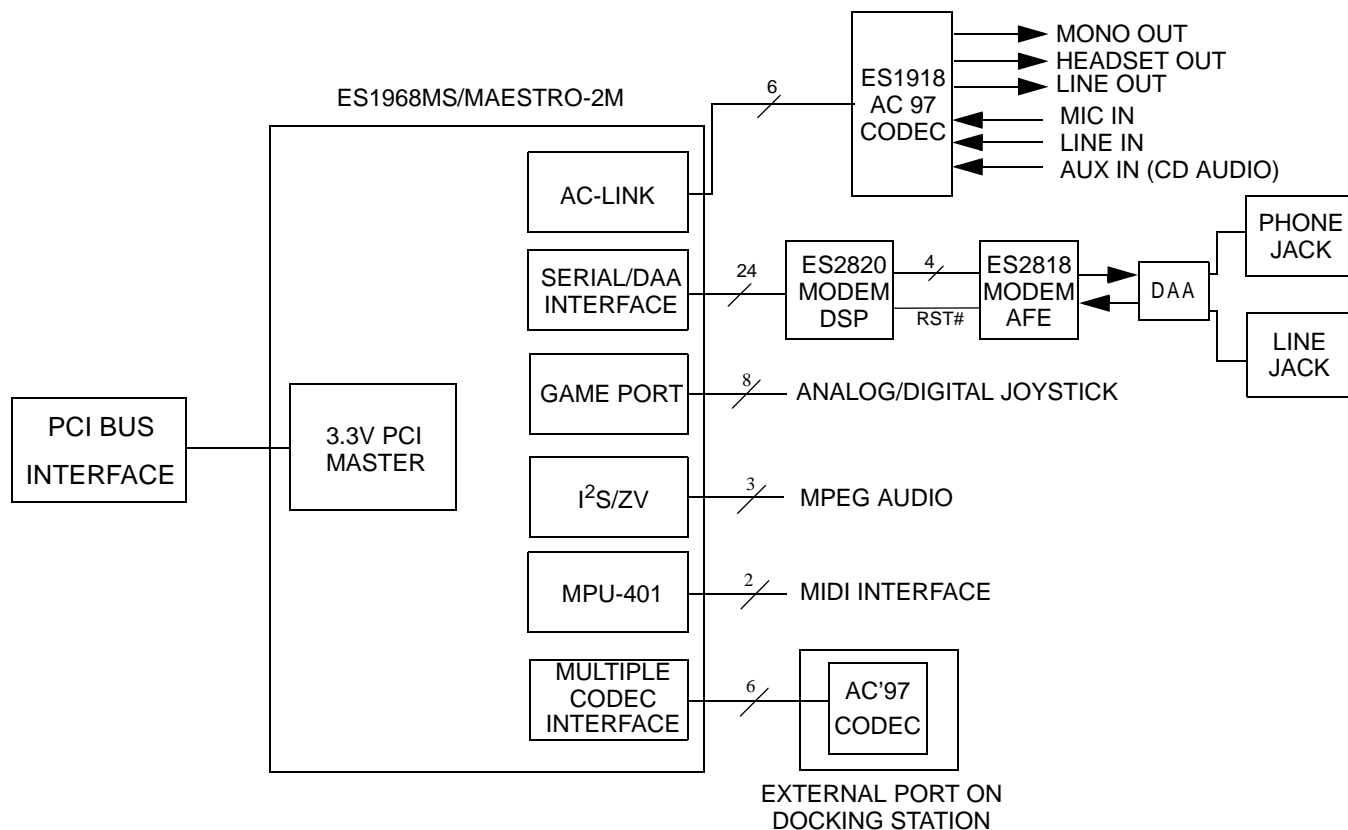 ES1968MS/MAESTRO-2M
6
ES1918
AC 97
CODEC
MONO OUT
HEADSET OUT
LINE OUT
MIC IN
LINE IN
AUX IN (CD AUDIO)
AC-LINK
SERIAL/DAA
INTERFACE
24
ES2820
MODEM
DSP
4
RST#
ES2818
MODEM
AFE
DAA
PHONE
JACK
LINE
JACK
GAME PORT
8
ANALOG/DIGITAL JOYSTICK
PCI BUS
INTERFACE
3.3V PCI
MASTER
I²S/ZV
3
MPEG AUDIO
MPU-401
2
MIDI INTERFACE
MULTIPLE
CODEC
INTERFACE
6
AC’97
CODEC
EXTERNAL PORT ON
DOCKING STATION